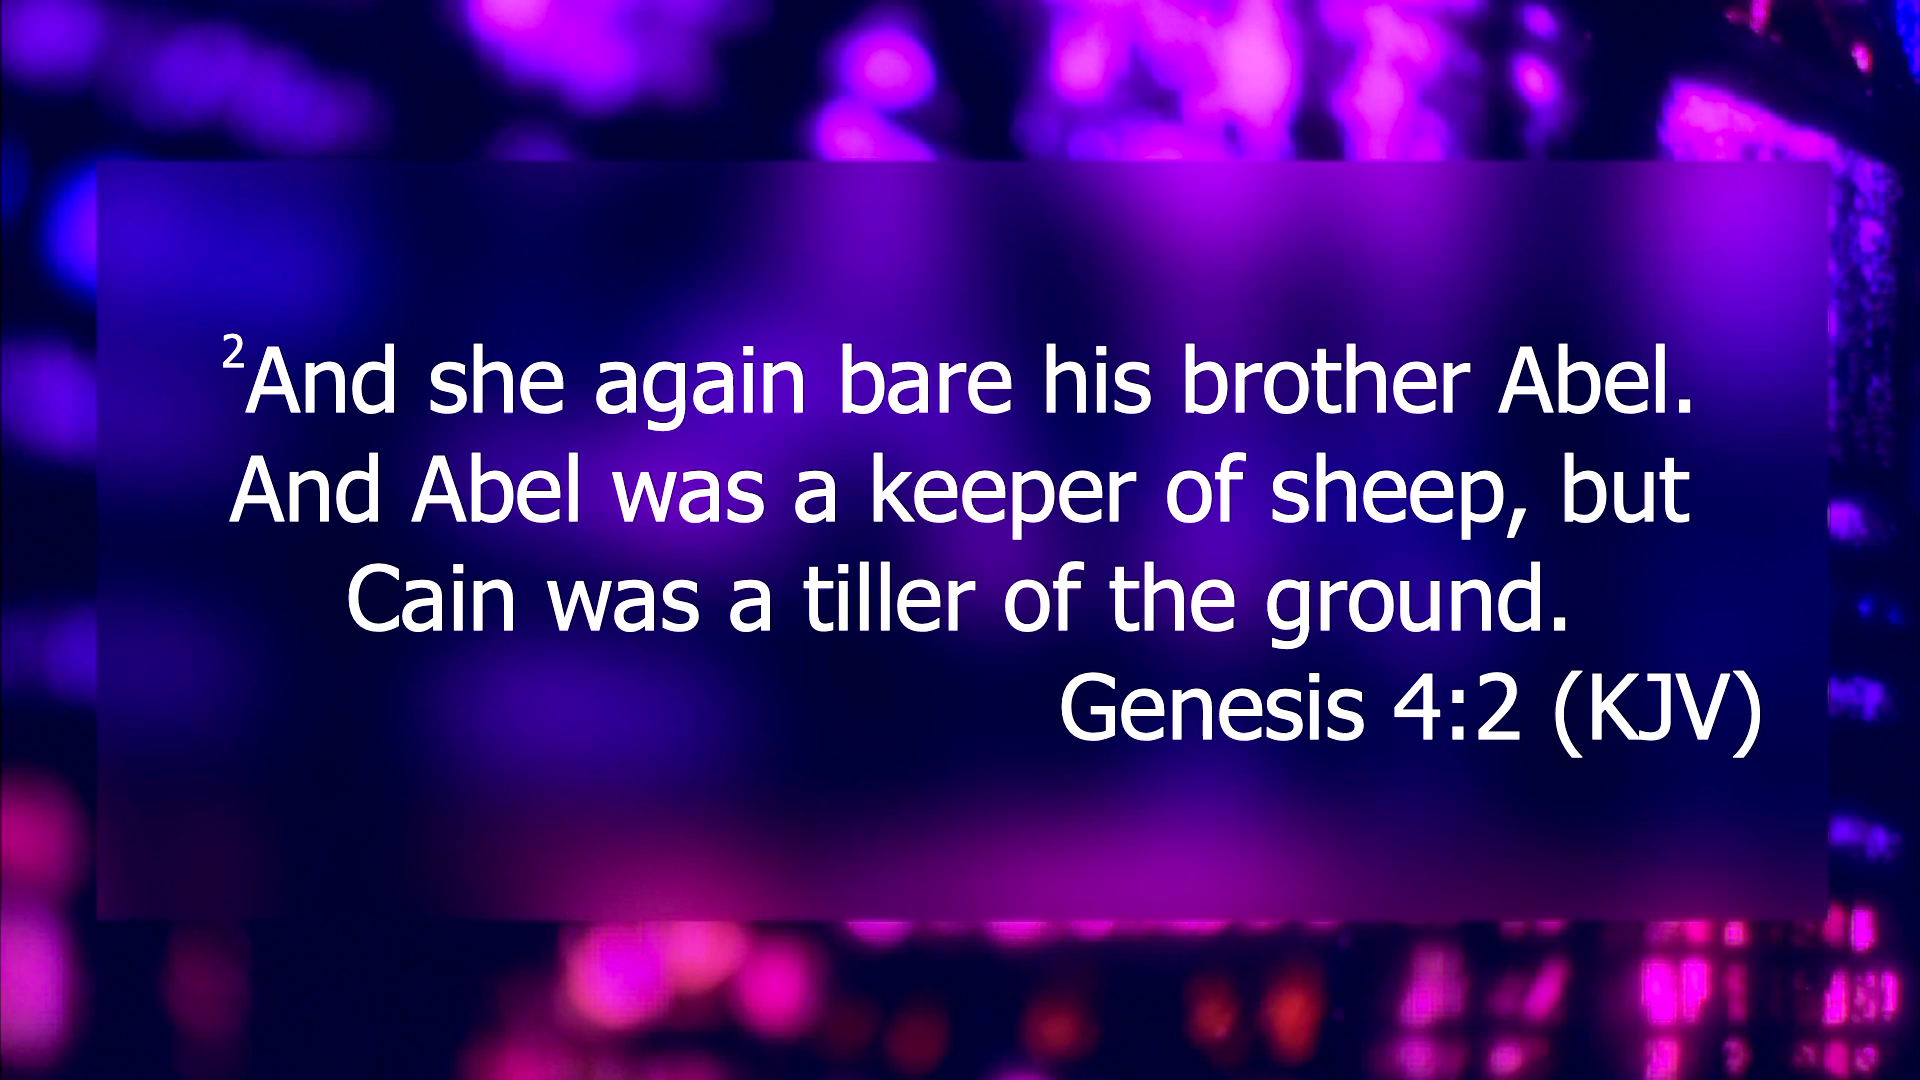 ²And she again bare his brother Abel.
And Abel was a keeper of sheep, but
Cain was a tiller of the ground.
Genesis 4:2 (KJV)